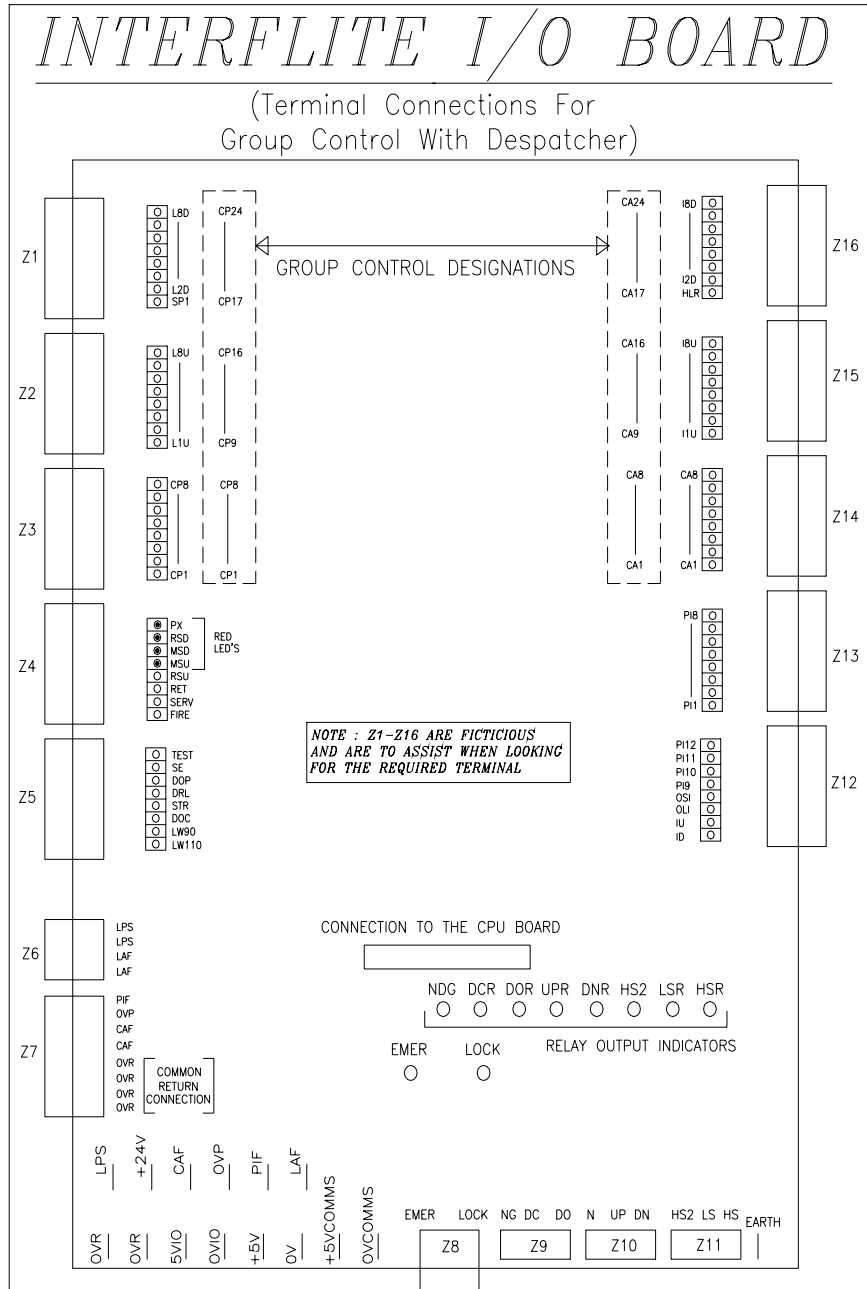 INTERFLITE I/O BOARD
(Terminal Connections For
Group Control With Despatcher)
Z1
L8D
L2D
SP1
CP24
CP17
GROUP CONTROL DESIGNATIONS
CA24
CA17
I8D
I2D
HLR
Z16
Z2
L8U
L1U
CP16
CP9
CA16
CA9
I8U
I1U
Z15
Z3
CP8
CP1
CP8
CP1
CA8
CA1
CA8
CA1
Z14
Z4
PX
RSD
MSD
MSU
RSU
RET
SERV
FIRE
RED
LED'S
PI8
PI1
Z13
NOTE : Z1-Z16 ARE FICTICIOUS
AND ARE TO ASSIST WHEN LOOKING
FOR THE REQUIRED TERMINAL
Z5
TEST
SE
DOP
DRL
STR
DOC
LW90
LW110
PI12
PI11
PI10
PI9
OSI
OLI
IU
ID
Z12
Z6
LPS
LPS
LAF
LAF
CONNECTION TO THE CPU BOARD
NDG DCR DOR UPR DNR HS2 LSR HSR
RELAY OUTPUT INDICATORS
EMER LOCK
Z7
PIF
OVP
CAF
CAF
OVR
OVR
OVR
OVR
COMMON
RETURN
CONNECTION
LPS +24V CAF OVP PIF LAF
OVR OVR 5VIO OVIO +5V 0V +5VCOMMS OVCOMMS
EMER LOCK NG DC DO N UP DN HS2 LS HS EARTH
Z8 Z9 Z10 Z11